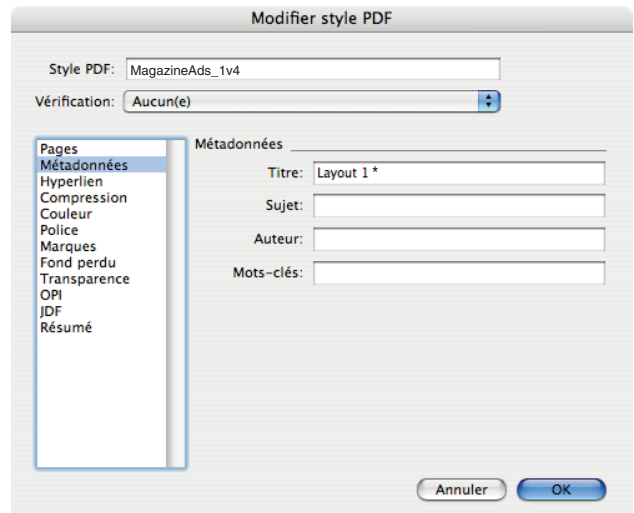 Modifier style PDF
Style PDF: MagazineAds_1v4
Vérification: Aucun(e)
Pages
Métadonnées
Hyperlien
Compression
Couleur
Police
Marques
Fond perdu
Transparence
OPI
JDF
Résumé
Métadonnées
Titre: Layout 1 *
Sujet:
Auteur:
Mots-clés:
Annuler OK